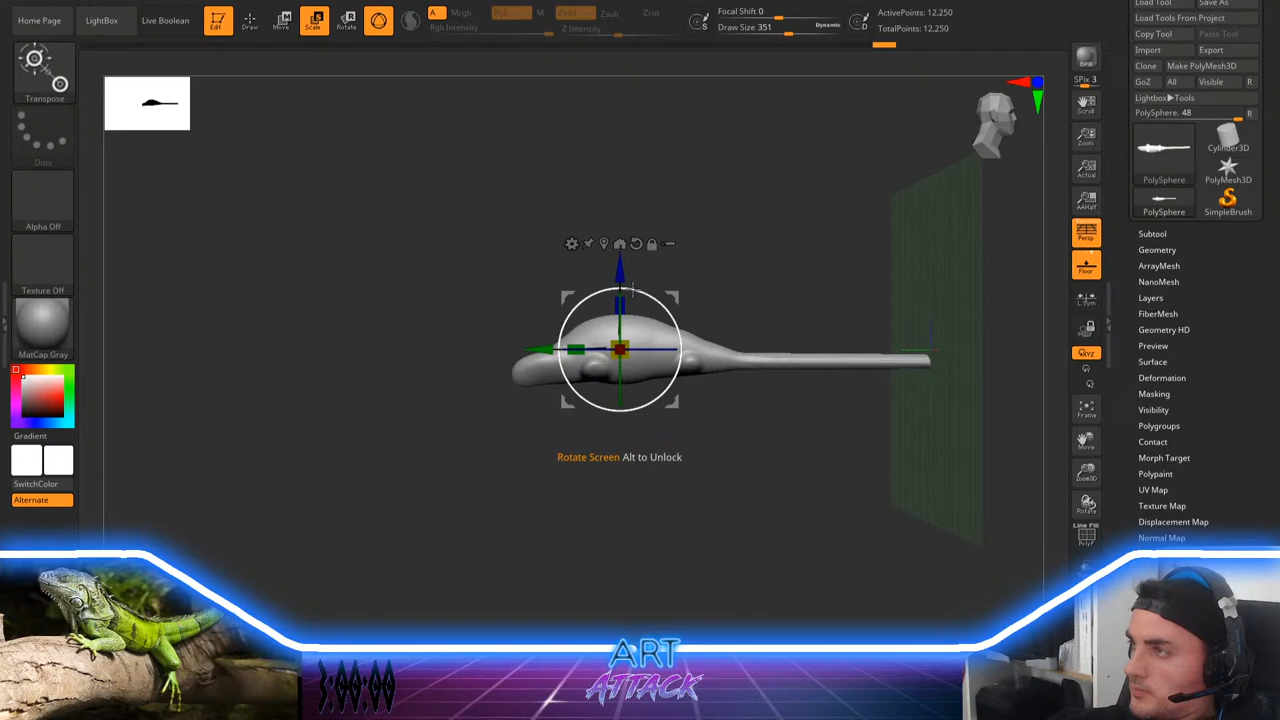 Home Page
LightBox
Live Boolean
Edit
Draw
Move
Scale
Rotate
A
Mrgb
Rgb
M
Zadd
Zsub
Zcut
Rgb Intensity
Z Intensity
Focal Shift 0
Draw Size 351
Dynamic
S
D
ActivePoints: 12,250
TotalPoints: 12,250
Transpose
Dots
Alpha Off
Texture Off
MatCap Gray
Gradient
SwitchColor
Alternate
Rotate Screen Alt to Unlock
BPR
SPix 3
Scroll
Zoom
Actual
AAHalf
Persp
Floor
L.Sym
Frame
Move
Zoom3D
Rotate
Line Fill
PolyF
Load Tool
Save As
Load Tools From Project
Copy Tool
Paste Tool
Import
Export
Clone
Make PolyMesh3D
GoZ
All
Visible
R
Lightbox▶Tools
PolySphere. 48
R
PolySphere
Cylinder3D
PolyMesh3D
PolySphere
SimpleBrush
Subtool
Geometry
ArrayMesh
NanoMesh
Layers
FiberMesh
Geometry HD
Preview
Surface
Deformation
Masking
Visibility
Polygroups
Contact
Morph Target
Polypaint
UV Map
Texture Map
Displacement Map
Normal Map
ART
ATTACK